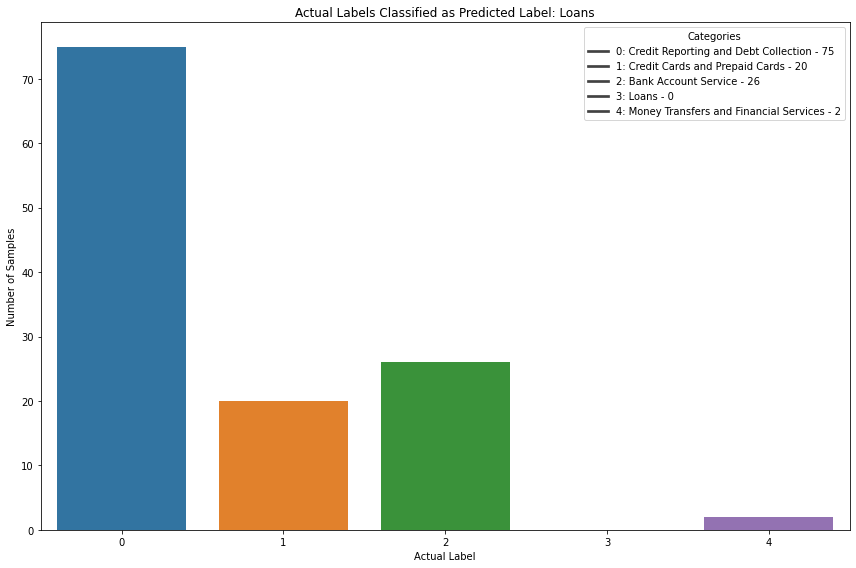 Actual Labels Classified as Predicted Label: Loans
Categories
0: Credit Reporting and Debt Collection - 75
1: Credit Cards and Prepaid Cards - 20
2: Bank Account Service - 26
3: Loans - 0
4: Money Transfers and Financial Services - 2
Number of Samples
70
60
50
40
30
20
10
0
0 1 2 3 4
Actual Label